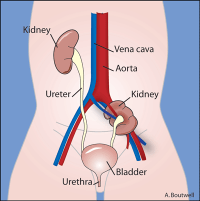 Kidney
Vena cava
Aorta
Ureter
Kidney
Bladder
Urethra
A.Boutwell